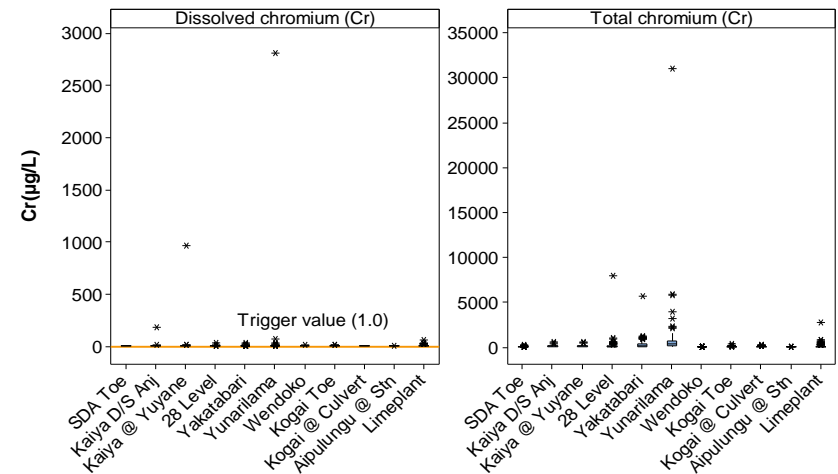 Dissolved chromium (Cr)
Total chromium (Cr)
Cr(µg/L)
3000
2500
2000
1500
1000
500
0
Trigger value (1.0)
35000
30000
25000
20000
15000
10000
5000
0
SDA Toe
Kaiya D/S Anj
Kaiya @ Yuyane
28 Level
Yakatabari
Yunarilama
Wendoko
Kogai Toe
Kogai @ Culvert
Aipulungu @ Stn
Limeplant
SDA Toe
Kaiya D/S Anj
Kaiya @ Yuyane
28 Level
Yakatabari
Yunarilama
Wendoko
Kogai Toe
Kogai @ Culvert
Aipulungu @ Stn
Limeplant